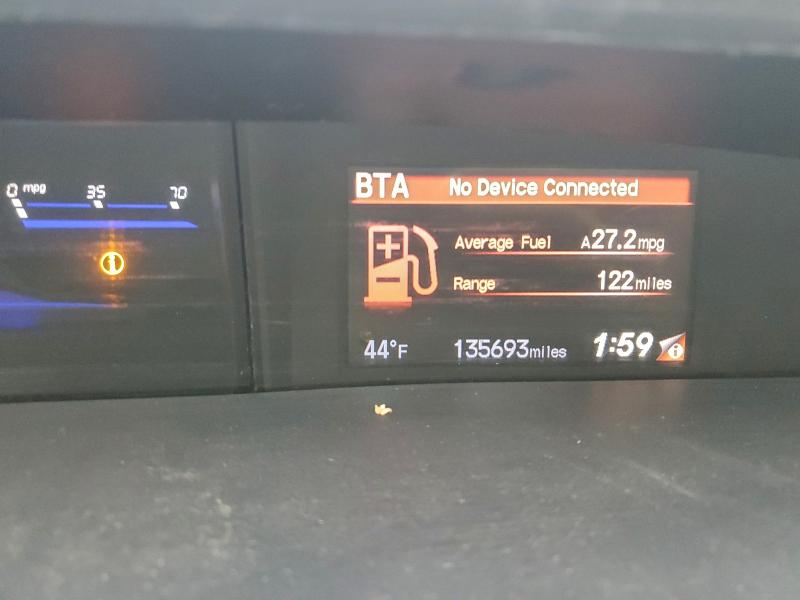 0 mpg 35 70
BTA No Device Connected
Average Fuel A27.2mpg
Range 122miles
44°F 135693miles 1:59 i